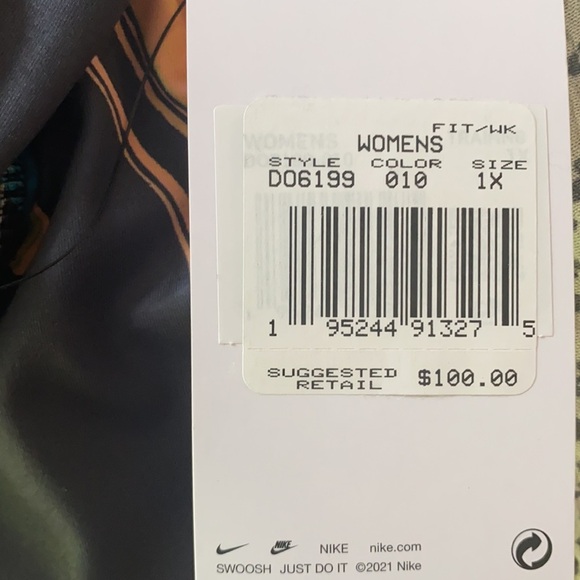 FIT/WK
WOMENS
STYLE COLOR SIZE
DO6199 010 1X
1 95244 91327 5
SUGGESTED
RETAIL $100.00
NIKE nike.com
SWOOSH JUST DO IT ©2021 Nike